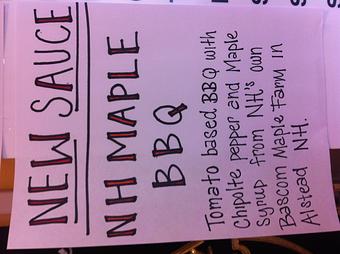 NEW SAUCE
NH MAPLE
BBQ
Tomato based BBQ with
Chipolte pepper and Maple
Syrup from NH's own
Bascom Maple Farm in
Alstead NH.